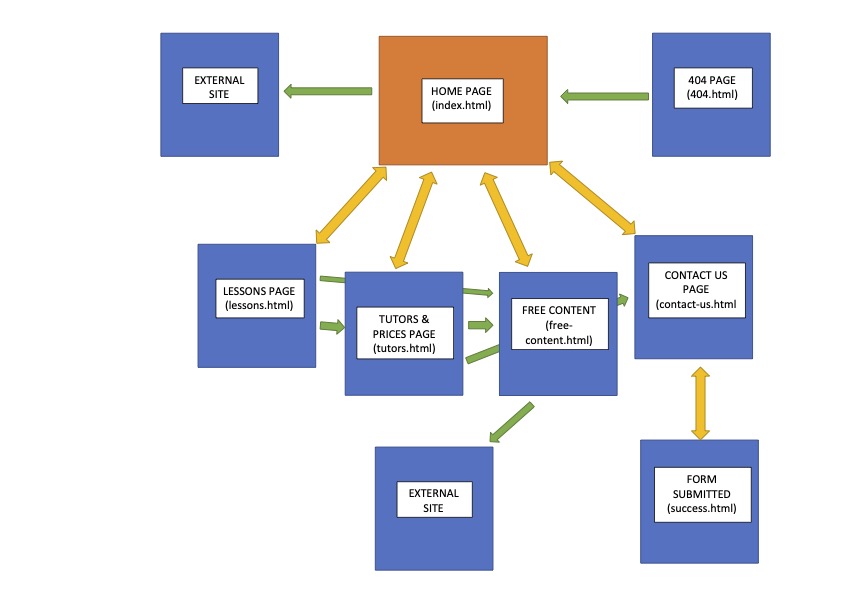 EXTERNAL
SITE
HOME PAGE
(index.html)
404 PAGE
(404.html)
LESSONS PAGE
(lessons.html)
TUTORS &
PRICES PAGE
(tutors.html)
FREE CONTENT
(free-
content.html)
CONTACT US
PAGE
(contact-us.html
EXTERNAL
SITE
FORM
SUBMITTED
(success.html)